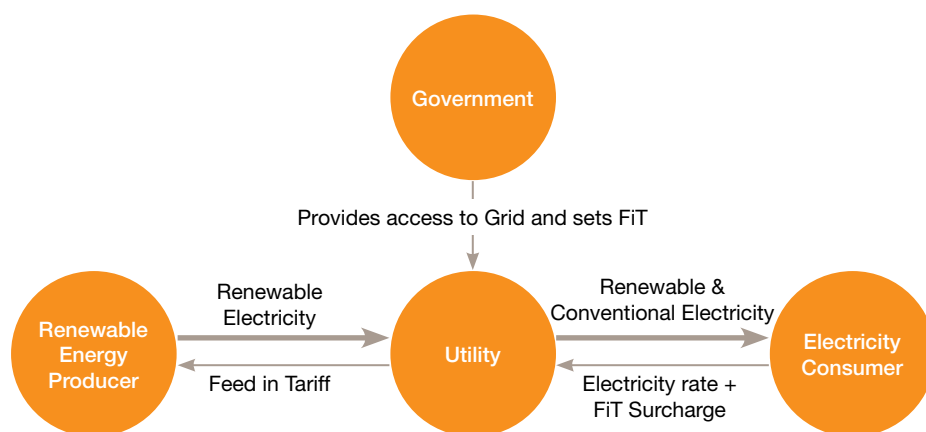 Government
Provides access to Grid and sets FiT
Renewable
Electricity
Renewable &
Conventional Electricity
Renewable
Energy
Producer
Utility
Electricity
Consumer
Feed in Tariff
Electricity rate +
FiT Surcharge